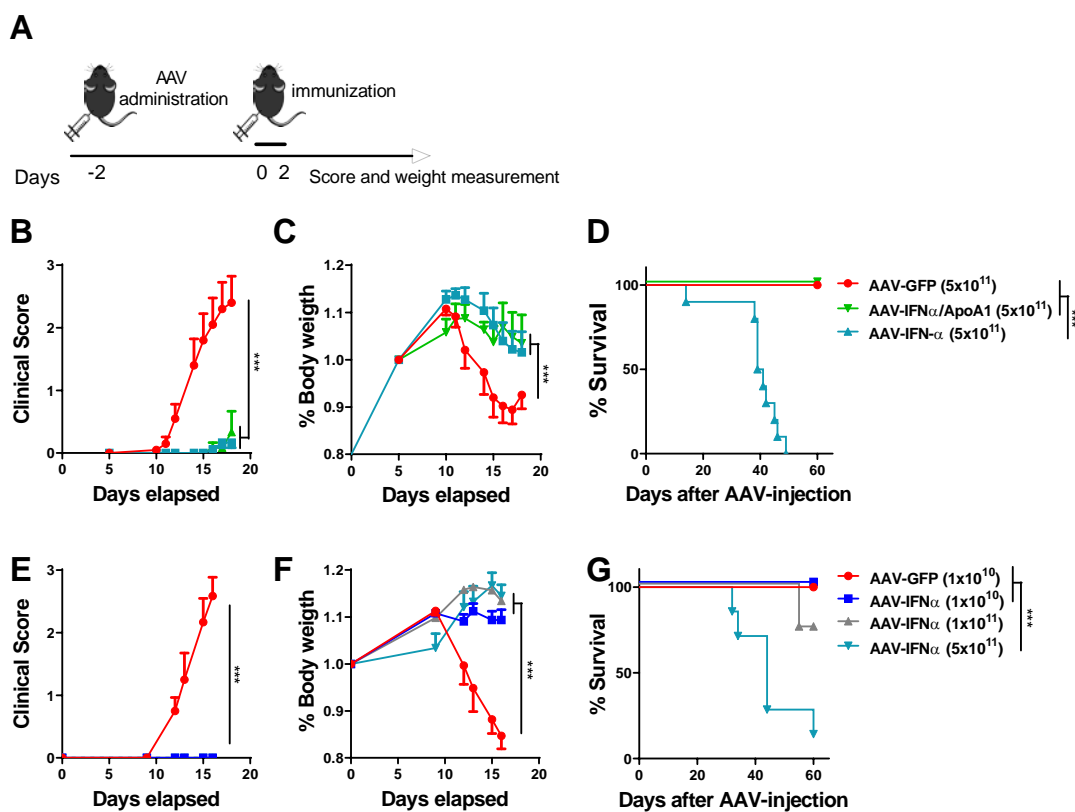 A
AAV
administration
immunization
Days
-2
0 2
Score and weight measurement
B
Clinical Score
3
2
1
0
0 5 10 15 20
Days elapsed
***
C
% Body weigth
1.2
1.1
1.0
0.9
0.8
0 5 10 15 20
Days elapsed
***
D
% Survival
100
50
0
0 20 40 60
Days after AAV-injection
AAV-GFP (5x10¹¹)
AAV-IFNα/ApoA1 (5x10¹¹)
AAV-IFN-α (5x10¹¹)
***
E
Clinical Score
3
2
1
0
0 5 10 15 20
Days elapsed
***
F
% Body weigth
1.2
1.1
1.0
0.9
0.8
0 5 10 15 20
Days elapsed
***
G
% Survival
100
50
0
0 20 40 60
Days after AAV-injection
AAV-GFP (1x10¹⁰)
AAV-IFNα (1x10¹⁰)
AAV-IFNα (1x10¹¹)
AAV-IFNα (5x10¹¹)
***